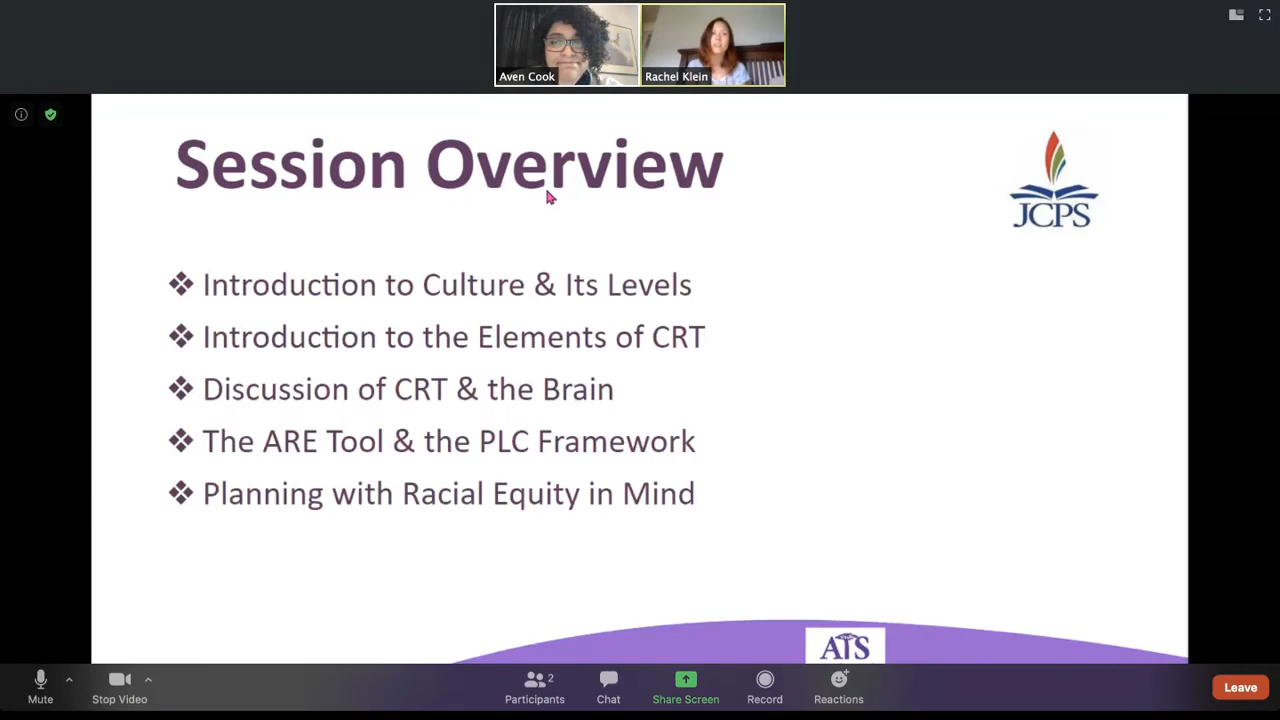 Aven Cook
Rachel Klein
Session Overview
JCPS
❖ Introduction to Culture & Its Levels
❖ Introduction to the Elements of CRT
❖ Discussion of CRT & the Brain
❖ The ARE Tool & the PLC Framework
❖ Planning with Racial Equity in Mind
ATS
Mute
Stop Video
2
Participants
Chat
Share Screen
Record
Reactions
Leave